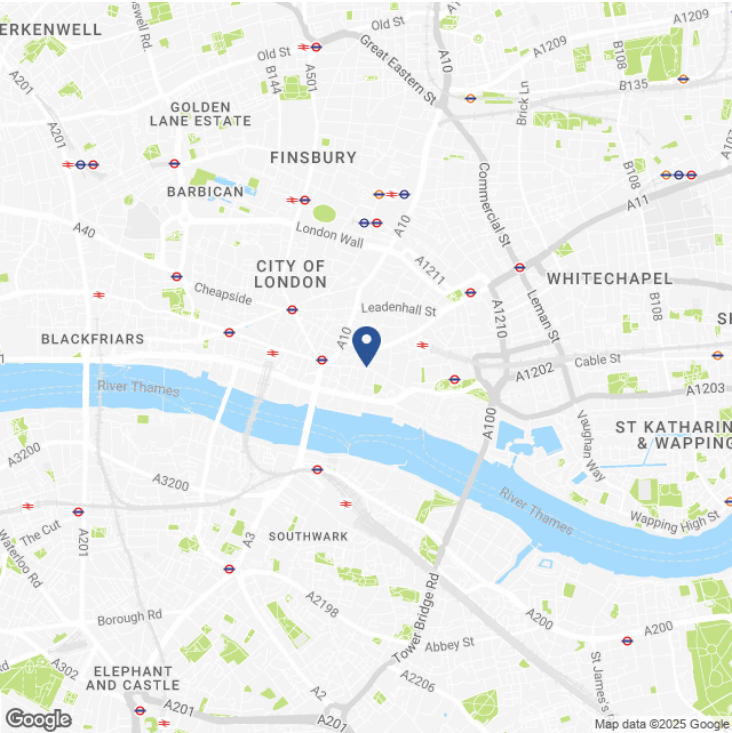 ERKENWELL
oswell Rd.
Old St
Great Eastern St
A10
A1209
A1209
B108
B135
Old St
A501
B144
A201
A201
Brick Ln
GOLDEN
LANE ESTATE
FINSBURY
BARBICAN
Commercial St
B108
A107
A11
A40
London Wall
A10
A1211
CITY OF
LONDON
Cheapside
Leadenhall St
WHITECHAPEL
Leman St
B108
A1210
SH
BLACKFRIARS
A10
Cable St
A1202
A1203
River Thames
A100
Vaughan Way
ST KATHARIN
& WAPPING
A3200
A3200
River Thames
Wapping High St
The Cut
Waterloo Rd
A201
A3
SOUTHWARK
Tower Bridge Rd
A2198
Borough Rd
A200
A200
Abbey St
Rd
A302
ELEPHANT
AND CASTLE
A2
A2206
St James's Rd
A201
A201
Google
Map data ©2025 Google